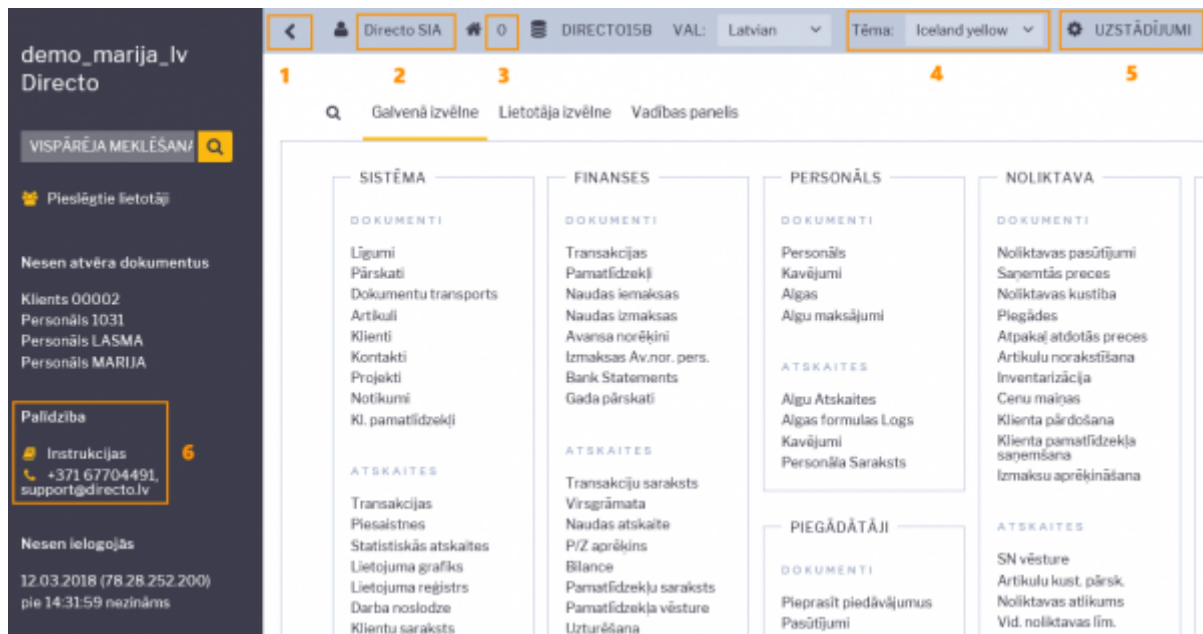 demo_marija_lv
Directo
VISPĀRĒJA MEKLĒŠANA
Pieslēgtie lietotāji
Nesen atvēra dokumentus
Klients 00002
Personāls 1031
Personāls LASMA
Personāls MARIJA
Palīdzība
Instrukcijas
+371 67704491,
support@directo.lv
6
Nesen ielogojās
12.03.2018 (78.28.252.200)
pie 14:31:59 nezināms
Directo SIA 0 DIRECTO15B VAL: Latvian Tēma: Iceland yellow UZSTĀDĪJUMI
1 2 3 4 5
Galvenā izvēlne Lietotāja izvēlne Vadības panelis
SISTĒMA
DOKUMENTI
Līgumi
Pārskati
Dokumentu transports
Artikuli
Klienti
Kontakti
Projekti
Notikumi
Kl. pamatlīdzekļi
ATSKAITES
Transakcijas
Piesaistnes
Statistiskās atskaites
Lietojuma grafiks
Lietojuma reģistrs
Darba noslodze
Klientu saraksts
FINANSES
DOKUMENTI
Transakcijas
Pamatlīdzekļi
Naudas iemaksas
Naudas izmaksas
Avansa norēķini
Izmaksas Av.nor. pers.
Bank Statements
Gada pārskati
ATSKAITES
Transakciju saraksts
Virsgrāmata
Naudas atskaite
P/Z aprēķins
Bilance
Pamatlīdzekļu saraksts
Pamatlīdzekļa vēsture
Uzturēšana
PERSONĀLS
DOKUMENTI
Personāls
Kavējumi
Algas
Algu maksājumi
ATSKAITES
Algu Atskaites
Algas formulas Logs
Kavējumi
Personāla Saraksts
PIEGĀDĀTĀJI
DOKUMENTI
Pieprasīt piedāvājumus
Pasūtījumi
NOLIKTAVA
DOKUMENTI
Noliktavas pasūtījumi
Saņemtās preces
Noliktavas kustība
Piegādes
Atpakaļ atdotās preces
Artikulu norakstīšana
Inventarizācija
Cenu maiņas
Klienta pārdošana
Klienta pamatlīdzekļa
saņemšana
Izmaksu aprēķināšana
ATSKAITES
SN vēsture
Artikulu kust. pārsk.
Noliktavas atlikums
Vid. noliktavas līm.